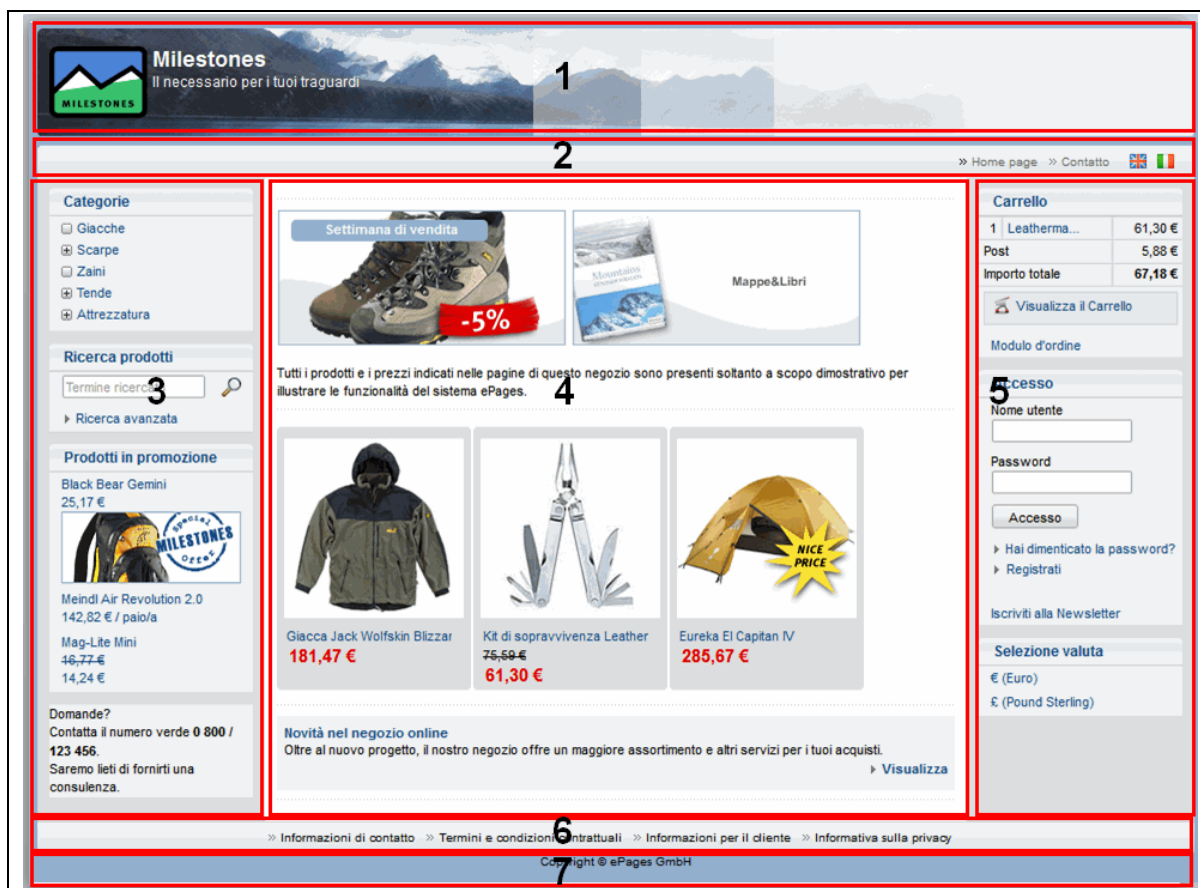 Milestones
Il necessario per i tuoi traguardi
MILESTONES
1
2
» Home page » Contatto
Categorie
Giacche
Scarpe
Zaini
Tende
Attrezzatura
Ricerca prodotti
Termine ricerca
3
Ricerca avanzata
Prodotti in promozione
Black Bear Gemini
25,17 €
Special
MILESTONES
Offer
Meindl Air Revolution 2.0
142,82 € / paio/a
Mag-Lite Mini
16,77 €
14,24 €
Domande?
Contatta il numero verde 0 800 /
123 456.
Saremo lieti di fornirti una
consulenza.
Settimana di vendita
-5%
Mountains
Mappe&Libri
Tutti i prodotti e i prezzi indicati nelle pagine di questo negozio sono presenti soltanto a scopo dimostrativo per
illustrare le funzionalità del sistema ePages.
4
NICE
PRICE
Giacca Jack Wolfskin Blizzar
181,47 €
Kit di sopravvivenza Leather
75,59 €
61,30 €
Eureka El Capitan IV
285,67 €
Novità nel negozio online
Oltre al nuovo progetto, il nostro negozio offre un maggiore assortimento e altri servizi per i tuoi acquisti.
Visualizza
Carrello
1 Leatherma... 61,30 €
Post 5,88 €
Importo totale 67,18 €
Visualizza il Carrello
Modulo d'ordine
Accesso
5
Nome utente
Password
Accesso
Hai dimenticato la password?
Registrati
Iscriviti alla Newsletter
Selezione valuta
€ (Euro)
£ (Pound Sterling)
6
» Informazioni di contatto » Termini e condizioni contrattuali » Informazioni per il cliente » Informativa sulla privacy
Copyright © ePages GmbH
7